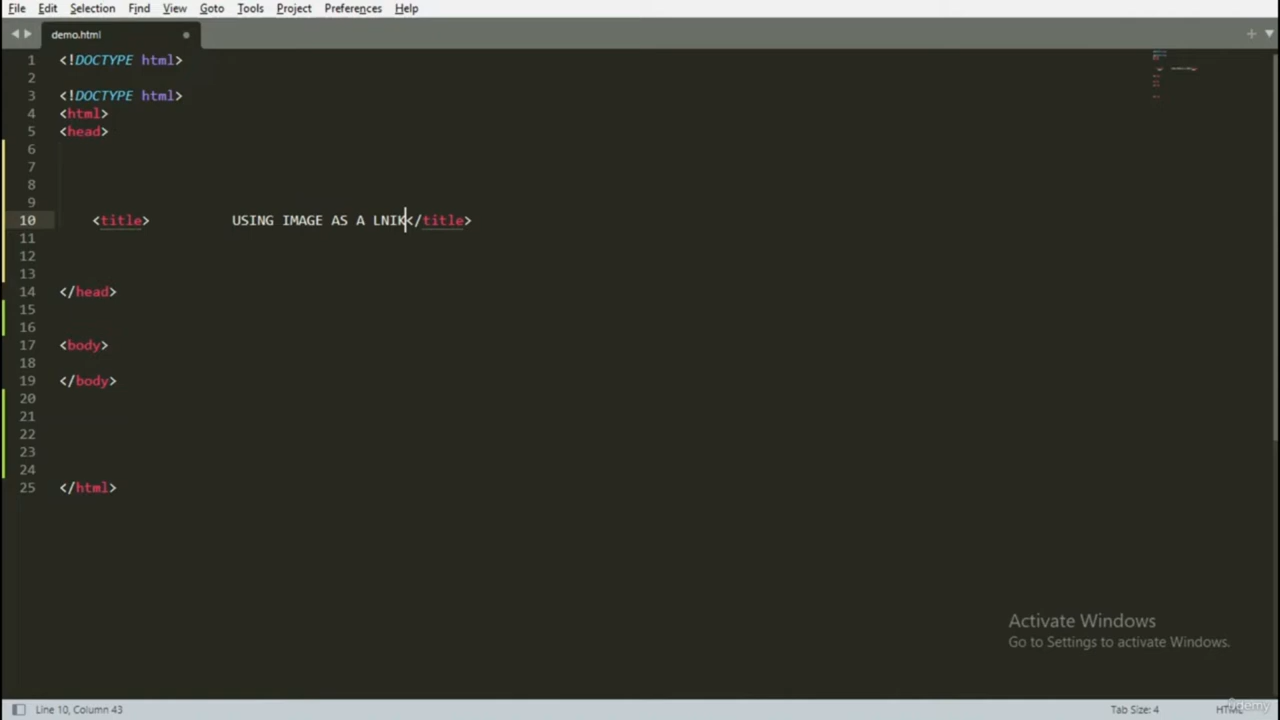 File Edit Selection Find View Goto Tools Project Preferences Help
demo.html
1 <!DOCTYPE html>
2
3 <!DOCTYPE html>
4 <html>
5 <head>
6
7
8
9
10 <title> USING IMAGE AS A LNIK</title>
11
12
13
14 </head>
15
16
17 <body>
18
19 </body>
20
21
22
23
24
25 </html>
Activate Windows
Go to Settings to activate Windows.
Line 10, Column 43 Tab Size: 4 HTML
Udemy